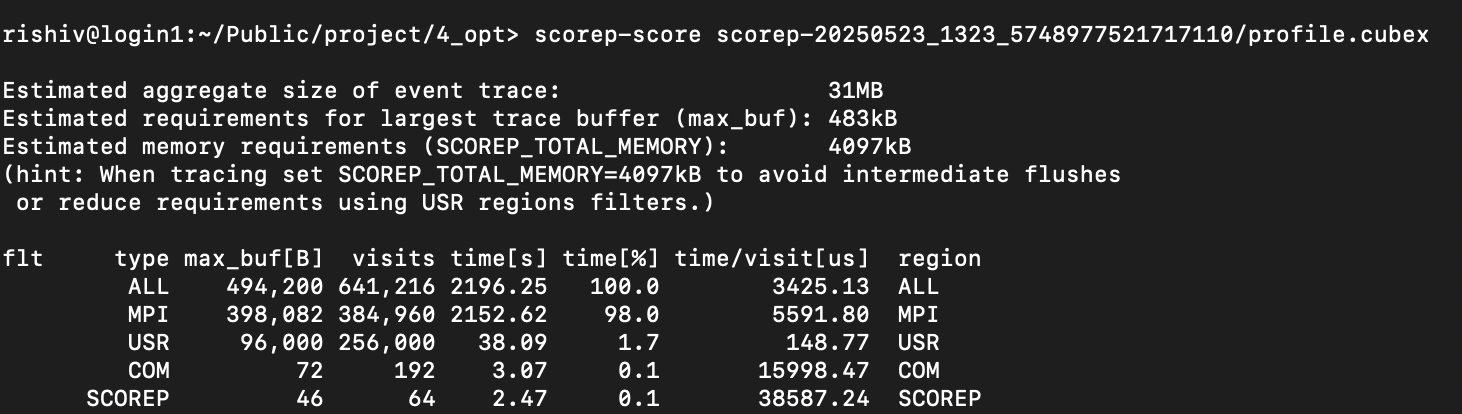 rishiv@login1:~/Public/project/4_opt> scorep-score scorep-20250523_1323_5748977521717110/profile.cubex
Estimated aggregate size of event trace: 31MB
Estimated requirements for largest trace buffer (max_buf): 483kB
Estimated memory requirements (SCOREP_TOTAL_MEMORY): 4097kB
(hint: When tracing set SCOREP_TOTAL_MEMORY=4097kB to avoid intermediate flushes
or reduce requirements using USR regions filters.)
flt type max_buf[B] visits time[s] time[%] time/visit[us] region
ALL 494,200 641,216 2196.25 100.0 3425.13 ALL
MPI 398,082 384,960 2152.62 98.0 5591.80 MPI
USR 96,000 256,000 38.09 1.7 148.77 USR
COM 72 192 3.07 0.1 15998.47 COM
SCOREP 46 64 2.47 0.1 38587.24 SCOREP